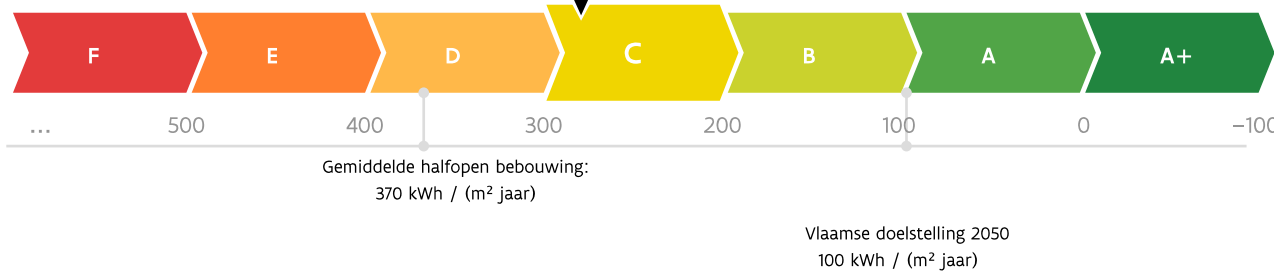 F E D C B A A+
... 500 400 300 200 100 0 −100
Gemiddelde halfopen bebouwing:
370 kWh / (m² jaar)
Vlaamse doelstelling 2050
100 kWh / (m² jaar)